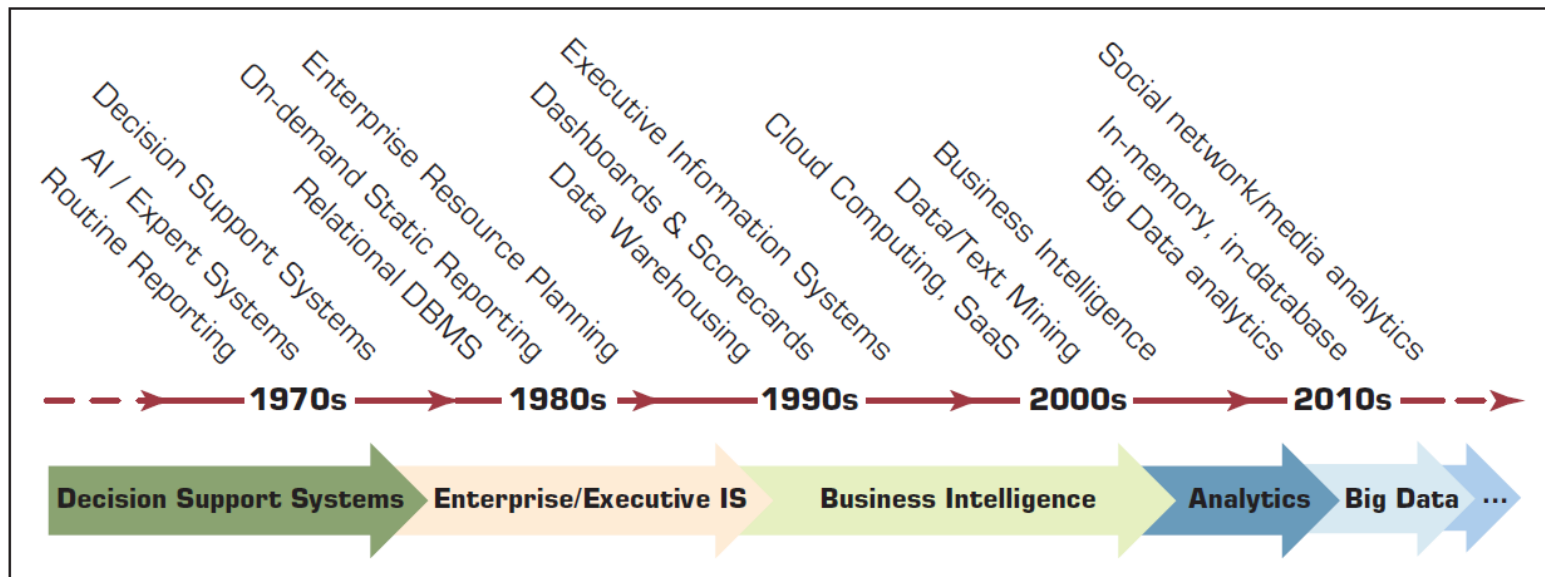 Decision Support Systems
AI / Expert Systems
Routine Reporting
Enterprise Resource Planning
On-demand Static Reporting
Relational DBMS
Executive Information Systems
Dashboards & Scorecards
Data Warehousing
Cloud Computing, SaaS
Data/Text Mining
Business Intelligence
Social network/media analytics
In-memory, in-database
Big Data analytics
1970s
1980s
1990s
2000s
2010s
Decision Support Systems
Enterprise/Executive IS
Business Intelligence
Analytics
Big Data
...